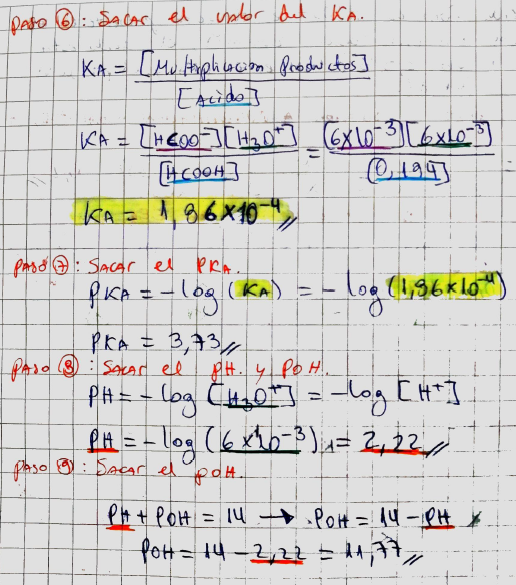 PASO ⑥: SACAR el valor del KA.
KA = [Multiplicacion Productos] / [Acido]
KA = [HCOO⁻][H₃O⁺] / [HCOOH] = [6x10⁻³][6x10⁻³] / [0,194]
KA = 1,86x10⁻⁴
PASO ⑦: SACAR el PKA.
PKA = -log (KA) = -log (1,86x10⁻⁴)
PKA = 3,73
PASO ⑧: SACAR el PH. y POH.
PH = -log [H₃O⁺] = -log [H⁺]
PH = -log (6x10⁻³) = 2,22
PASO ⑨: SACAR el POH.
PH + POH = 14 → POH = 14 - PH
POH = 14 - 2,22 = 11,77